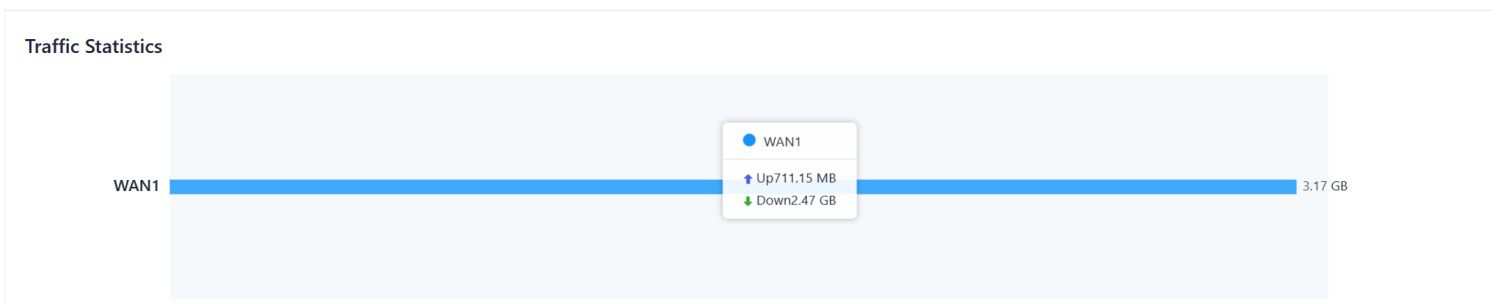 Traffic Statistics
WAN1
Up711.15 MB
WAN1
3.17 GB
Down2.47 GB